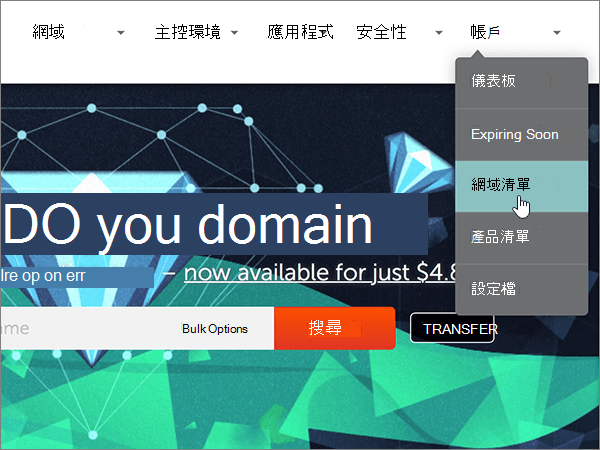 網域 主控環境 應用程式 安全性 帳戶
儀表板
Expiring Soon
網域清單
產品清單
設定檔
DO you domain
lre op on err – now available for just $4.8
ame Bulk Options 搜尋 TRANSFER